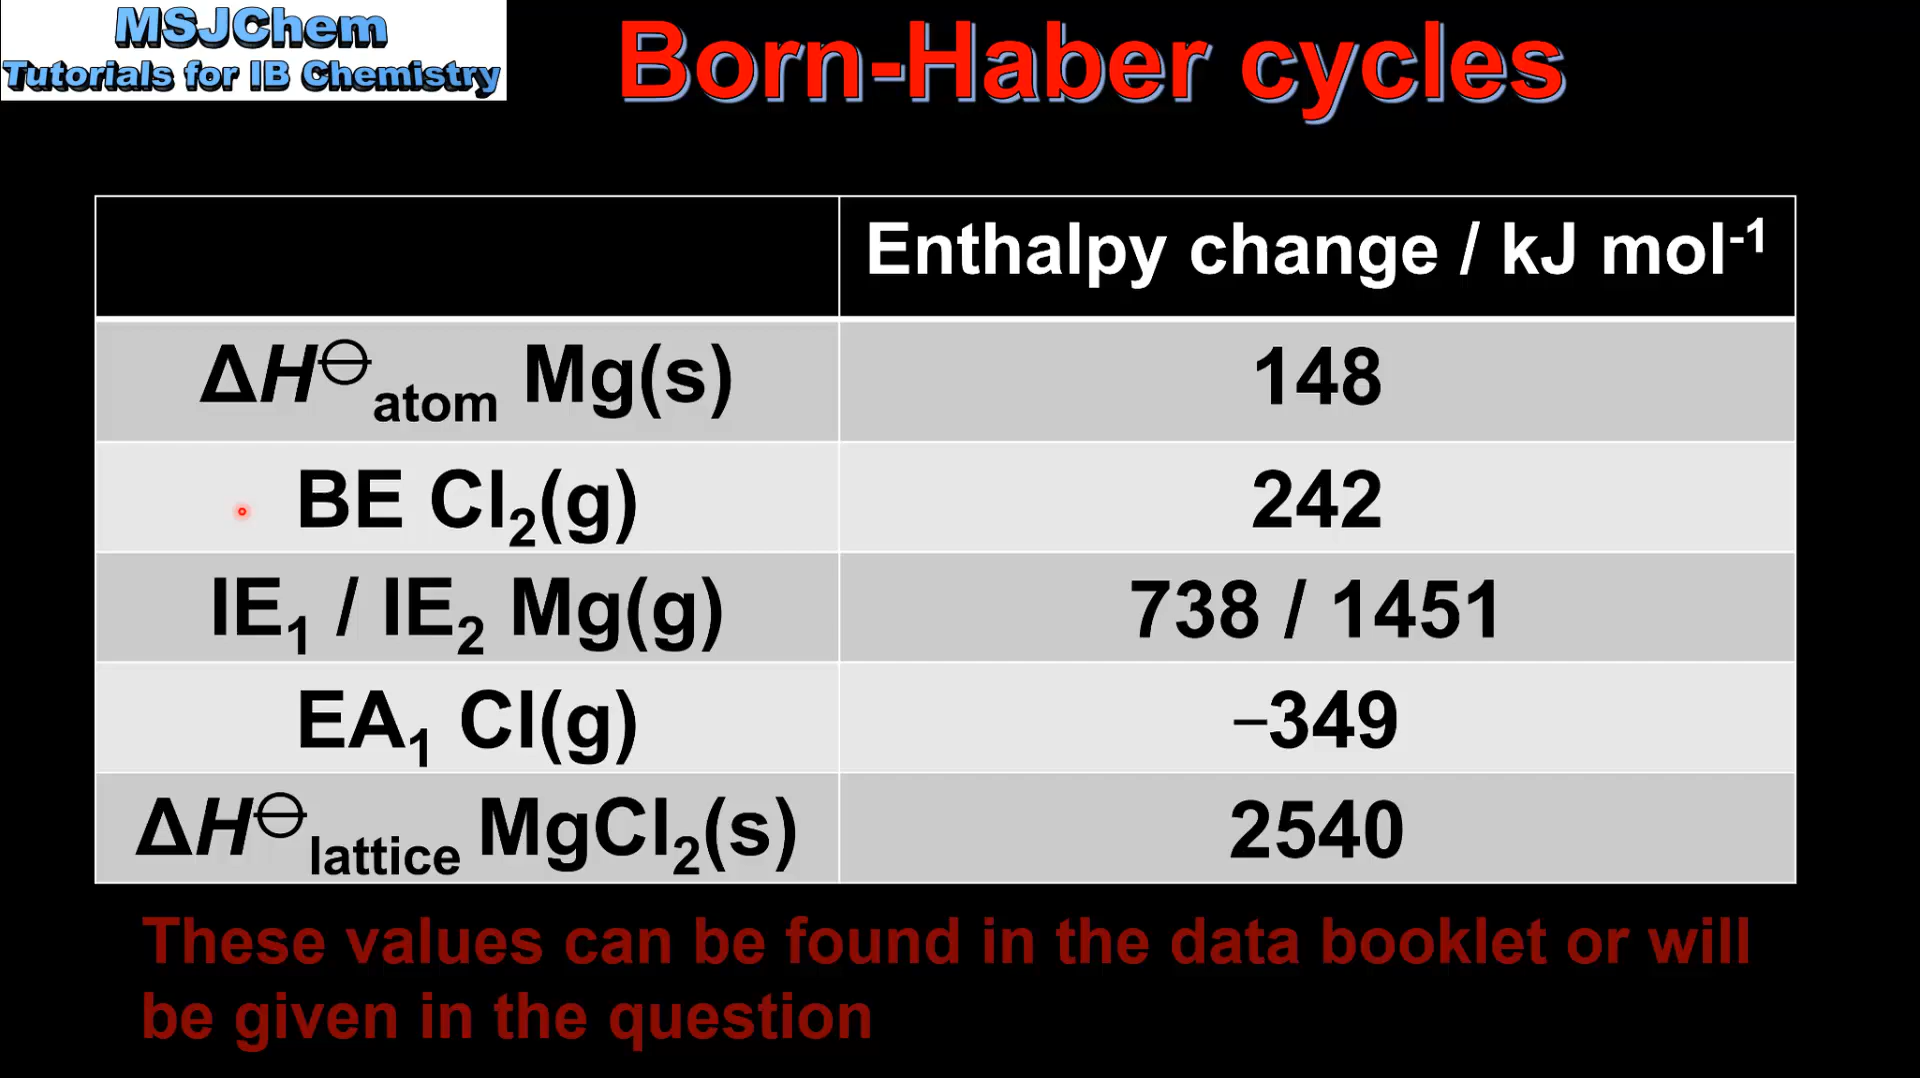 MSJChem
Tutorials for IB Chemistry
Born-Haber cycles
Enthalpy change / kJ mol⁻¹
ΔH⊖atom Mg(s) 148
BE Cl₂(g) 242
IE₁ / IE₂ Mg(g) 738 / 1451
EA₁ Cl(g) –349
ΔH⊖lattice MgCl₂(s) 2540
These values can be found in the data booklet or will
be given in the question